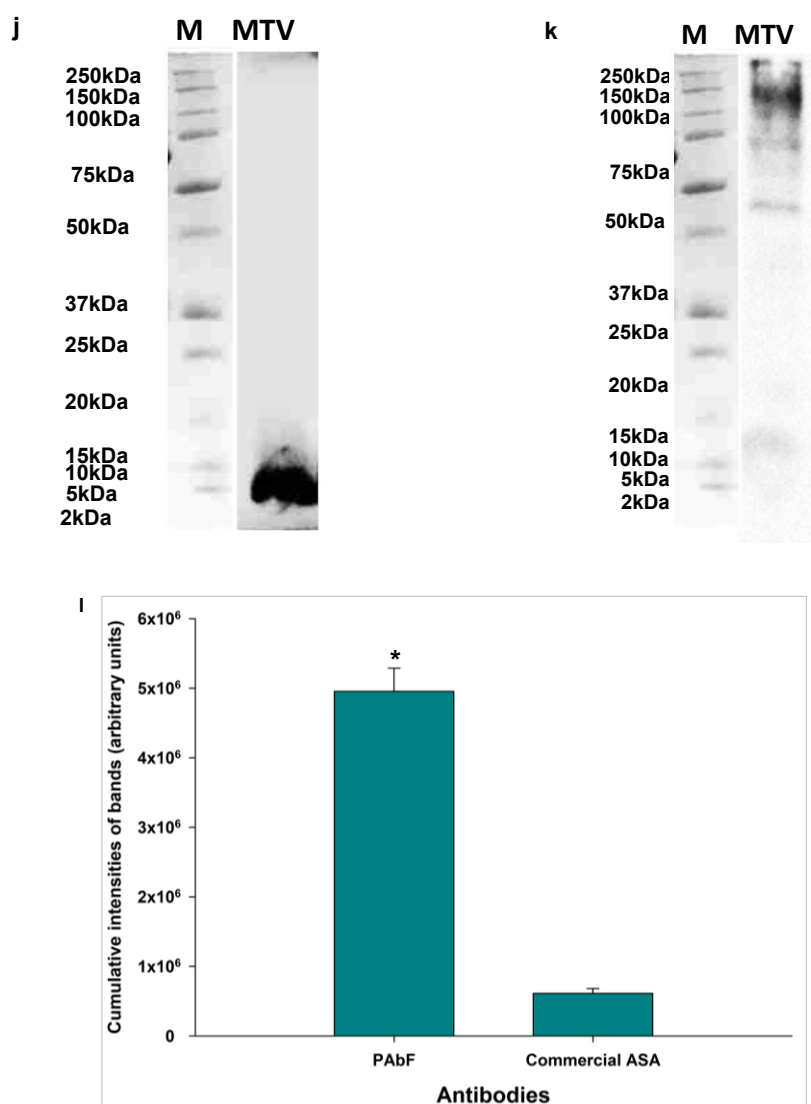 j
M MTV
250kDa
150kDa
100kDa
75kDa
50kDa
37kDa
25kDa
20kDa
15kDa
10kDa
5kDa
2kDa
k
M MTV
250kDa
150kDa
100kDa
75kDa
50kDa
37kDa
25kDa
20kDa
15kDa
10kDa
5kDa
2kDa
l
Cumulative intensities of bands (arbitrary units)
6x10⁶
5x10⁶
4x10⁶
3x10⁶
2x10⁶
1x10⁶
0
*
PAbF Commercial ASA
Antibodies